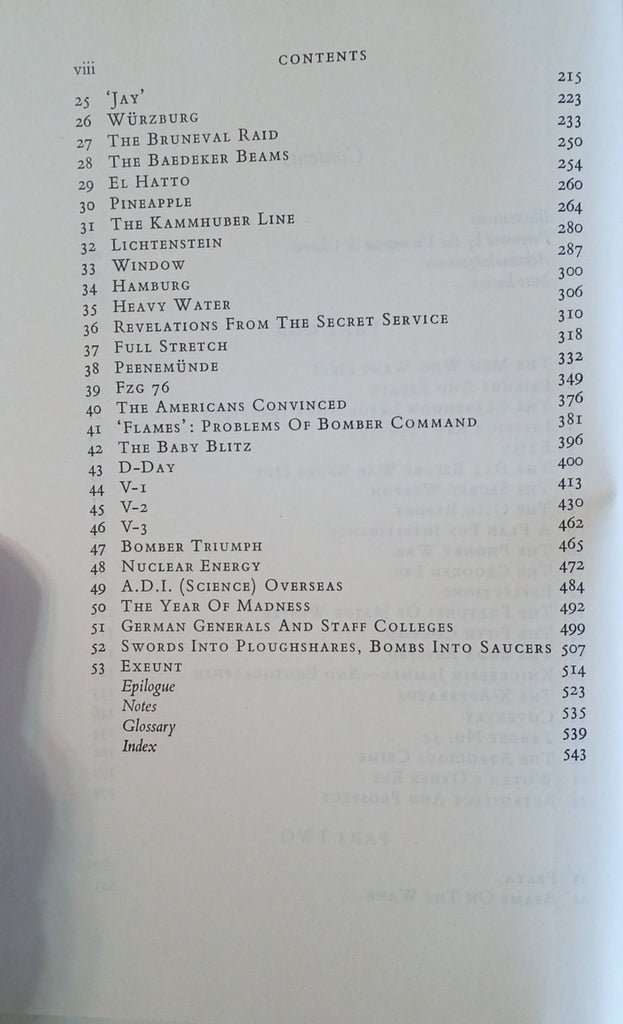 viii CONTENTS
25 ‘JAY’ 215
26 WÜRZBURG 223
27 THE BRUNEVAL RAID 233
28 THE BAEDEKER BEAMS 250
29 EL HATTO 254
30 PINEAPPLE 260
31 THE KAMMHUBER LINE 264
32 LICHTENSTEIN 280
33 WINDOW 287
34 HAMBURG 300
35 HEAVY WATER 306
36 REVELATIONS FROM THE SECRET SERVICE 310
37 FULL STRETCH 318
38 PEENEMÜNDE 332
39 FZG 76 349
40 THE AMERICANS CONVINCED 376
41 ‘FLAMES’: PROBLEMS OF BOMBER COMMAND 381
42 THE BABY BLITZ 396
43 D-DAY 400
44 V-1 413
45 V-2 430
46 V-3 462
47 BOMBER TRIUMPH 465
48 NUCLEAR ENERGY 472
49 A.D.I. (SCIENCE) OVERSEAS 484
50 THE YEAR OF MADNESS 492
51 GERMAN GENERALS AND STAFF COLLEGES 499
52 SWORDS INTO PLOUGHSHARES, BOMBS INTO SAUCERS 507
53 EXEUNT 514
Epilogue 523
Notes 535
Glossary 539
Index 543